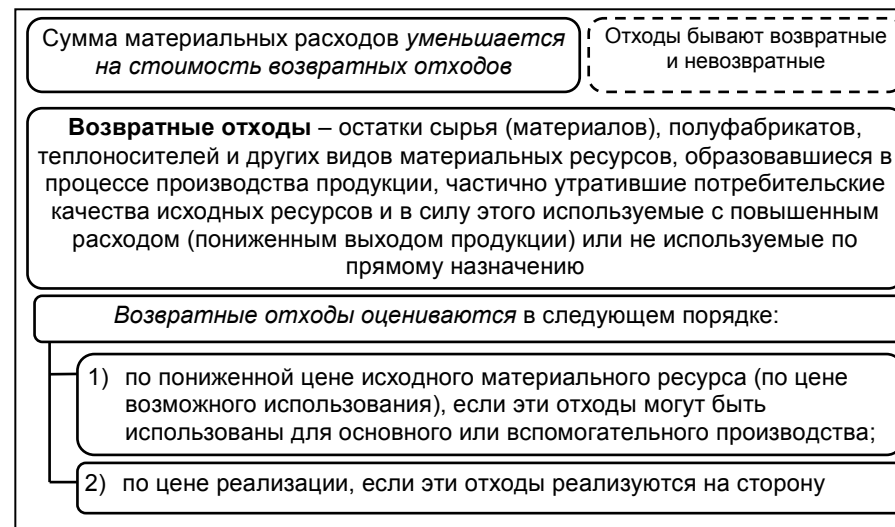 Сумма материальных расходов уменьшается
на стоимость возвратных отходов
Отходы бывают возвратные
и невозвратные
Возвратные отходы – остатки сырья (материалов), полуфабрикатов,
теплоносителей и других видов материальных ресурсов, образовавшиеся в
процессе производства продукции, частично утратившие потребительские
качества исходных ресурсов и в силу этого используемые с повышенным
расходом (пониженным выходом продукции) или не используемые по
прямому назначению
Возвратные отходы оцениваются в следующем порядке:
1) по пониженной цене исходного материального ресурса (по цене
возможного использования), если эти отходы могут быть
использованы для основного или вспомогательного производства;
2) по цене реализации, если эти отходы реализуются на сторону